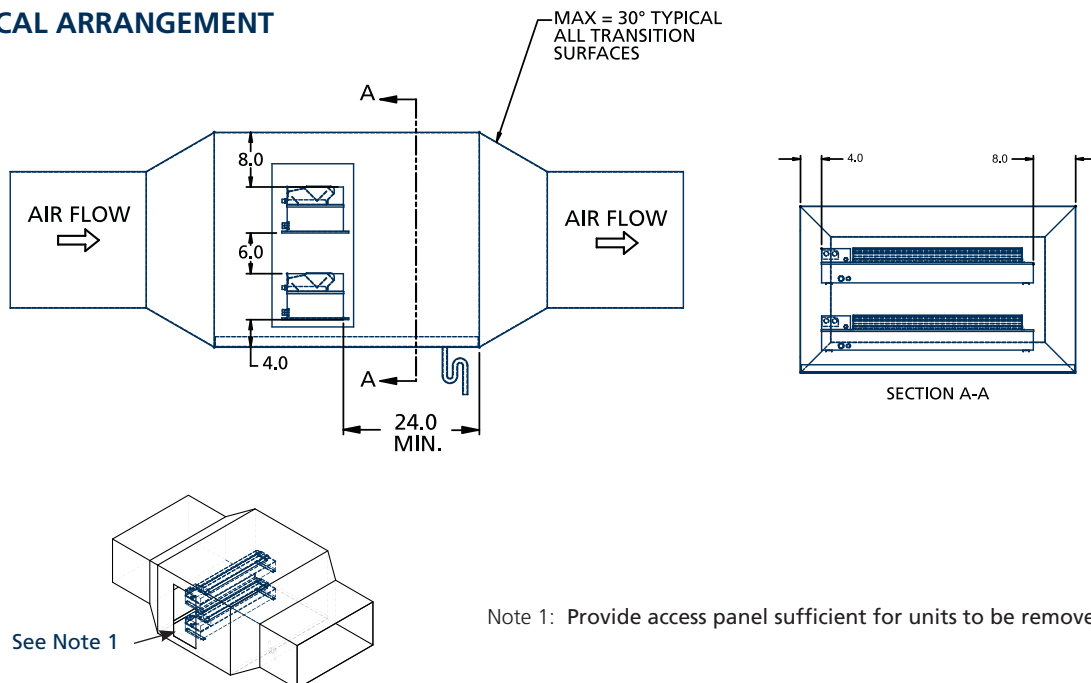 CAL ARRANGEMENT
MAX = 30° TYPICAL
ALL TRANSITION
SURFACES
A
8.0
4.0
8.0
AIR FLOW
AIR FLOW
6.0
4.0
A
24.0
MIN.
SECTION A-A
See Note 1
Note 1: Provide access panel sufficient for units to be remove